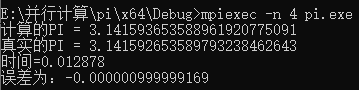 E:\并行计算\pi\x64\Debug>mpiexec -n 4 pi.exe
计算的PI = 3.141593653588961920775091
真实的PI = 3.141592653589793238462643
时间=0.012878
误差为: -0.000000999999169